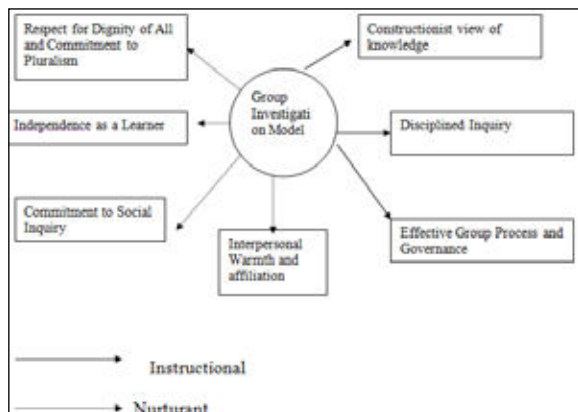 Respect for Dignity of All
and Commitment to
Pluralism
Constructionist view of
knowledge
Group
Investigati
on Model
Independence as a Learner
Disciplined Inquiry
Commitment to Social
Inquiry
Interpersonal
Warmth and
affiliation
Effective Group Process and
Governance
Instructional
Nurturant